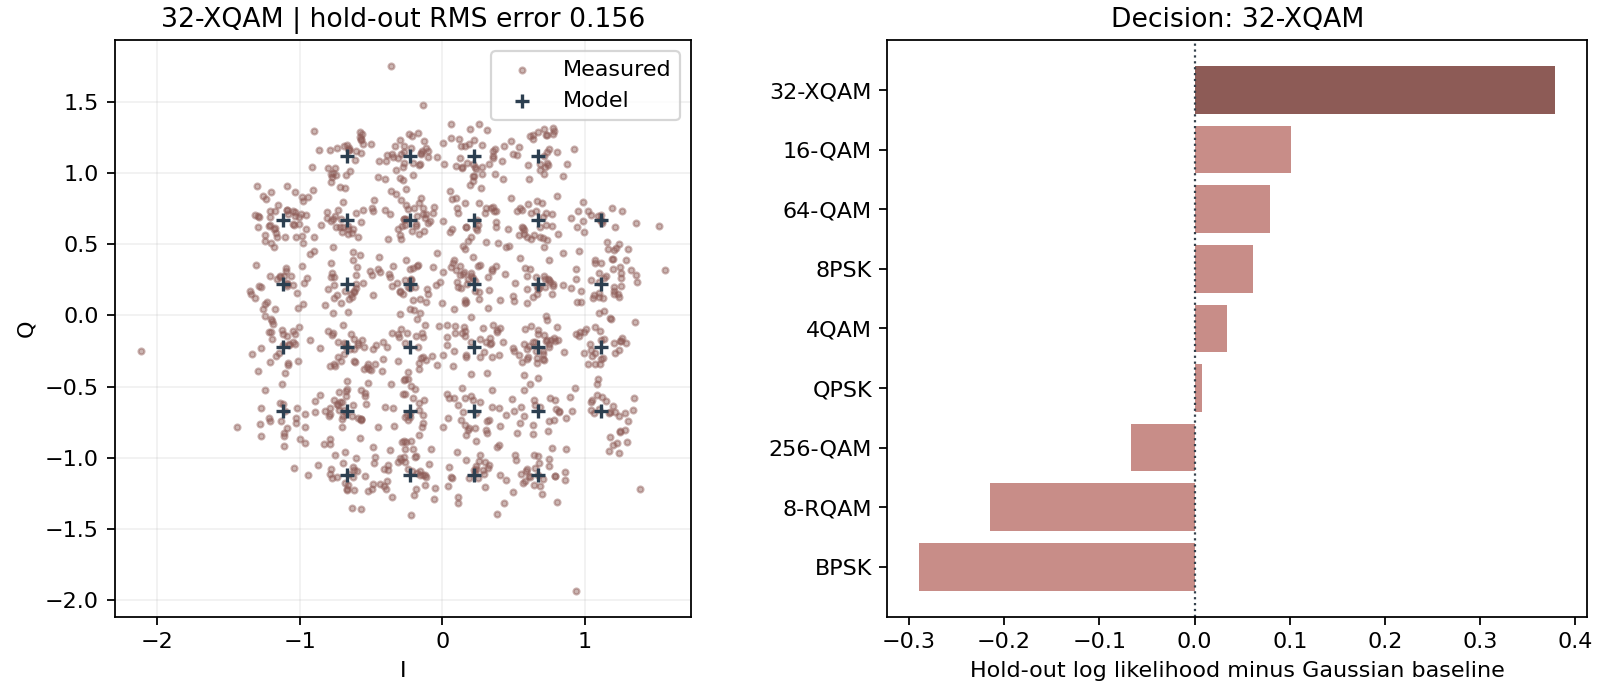 32-XQAM | hold-out RMS error 0.156
Measured
Model
1.5
1.0
0.5
0.0
−0.5
−1.0
−1.5
−2.0
Q
−2
−1
0
1
I
Decision: 32-XQAM
32-XQAM
16-QAM
64-QAM
8PSK
4QAM
QPSK
256-QAM
8-RQAM
BPSK
−0.3
−0.2
−0.1
0.0
0.1
0.2
0.3
0.4
Hold-out log likelihood minus Gaussian baseline